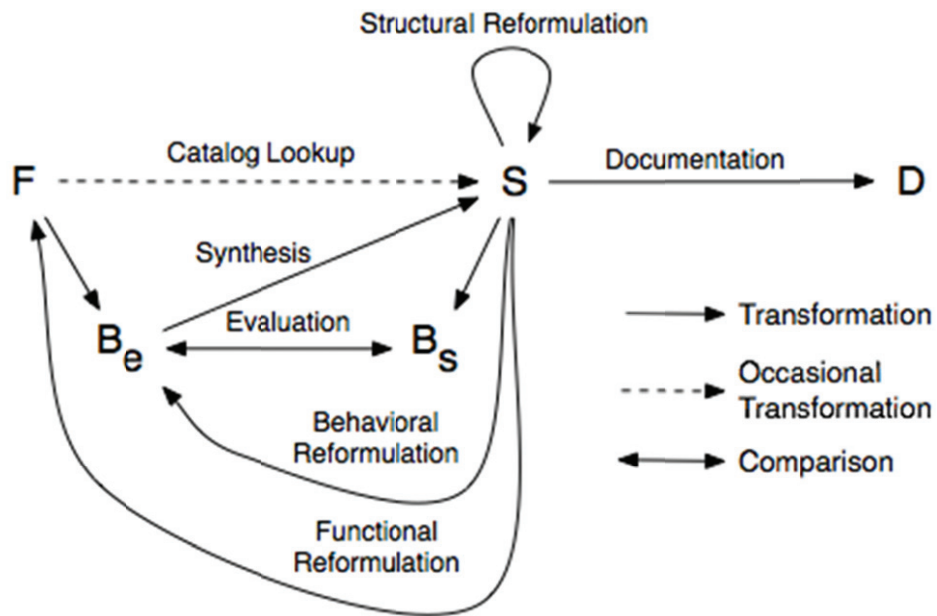 Structural Reformulation
Catalog Lookup
Documentation
F
S
D
Synthesis
Evaluation
Be
Bs
Transformation
Occasional
Transformation
Comparison
Behavioral
Reformulation
Functional
Reformulation